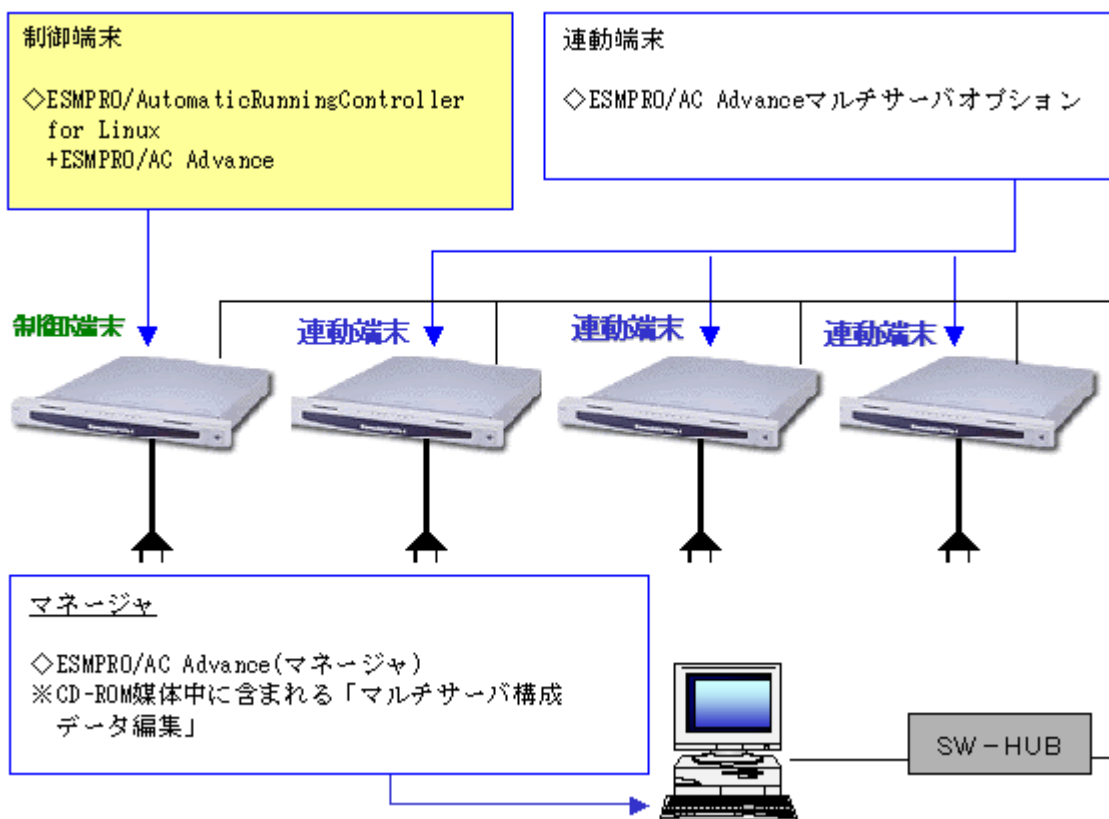 制御端末
◇ESMPRO/AutomaticRunningController
for Linux
+ESMPRO/AC Advance
連動端末
◇ESMPRO/AC Advanceマルチサーバオプション
制御端末
連動端末
連動端末
連動端末
マネージャ
◇ESMPRO/AC Advance(マネージャ)
※CD-ROM媒体中に含まれる「マルチサーバ構成
データ編集」
SW-HUB